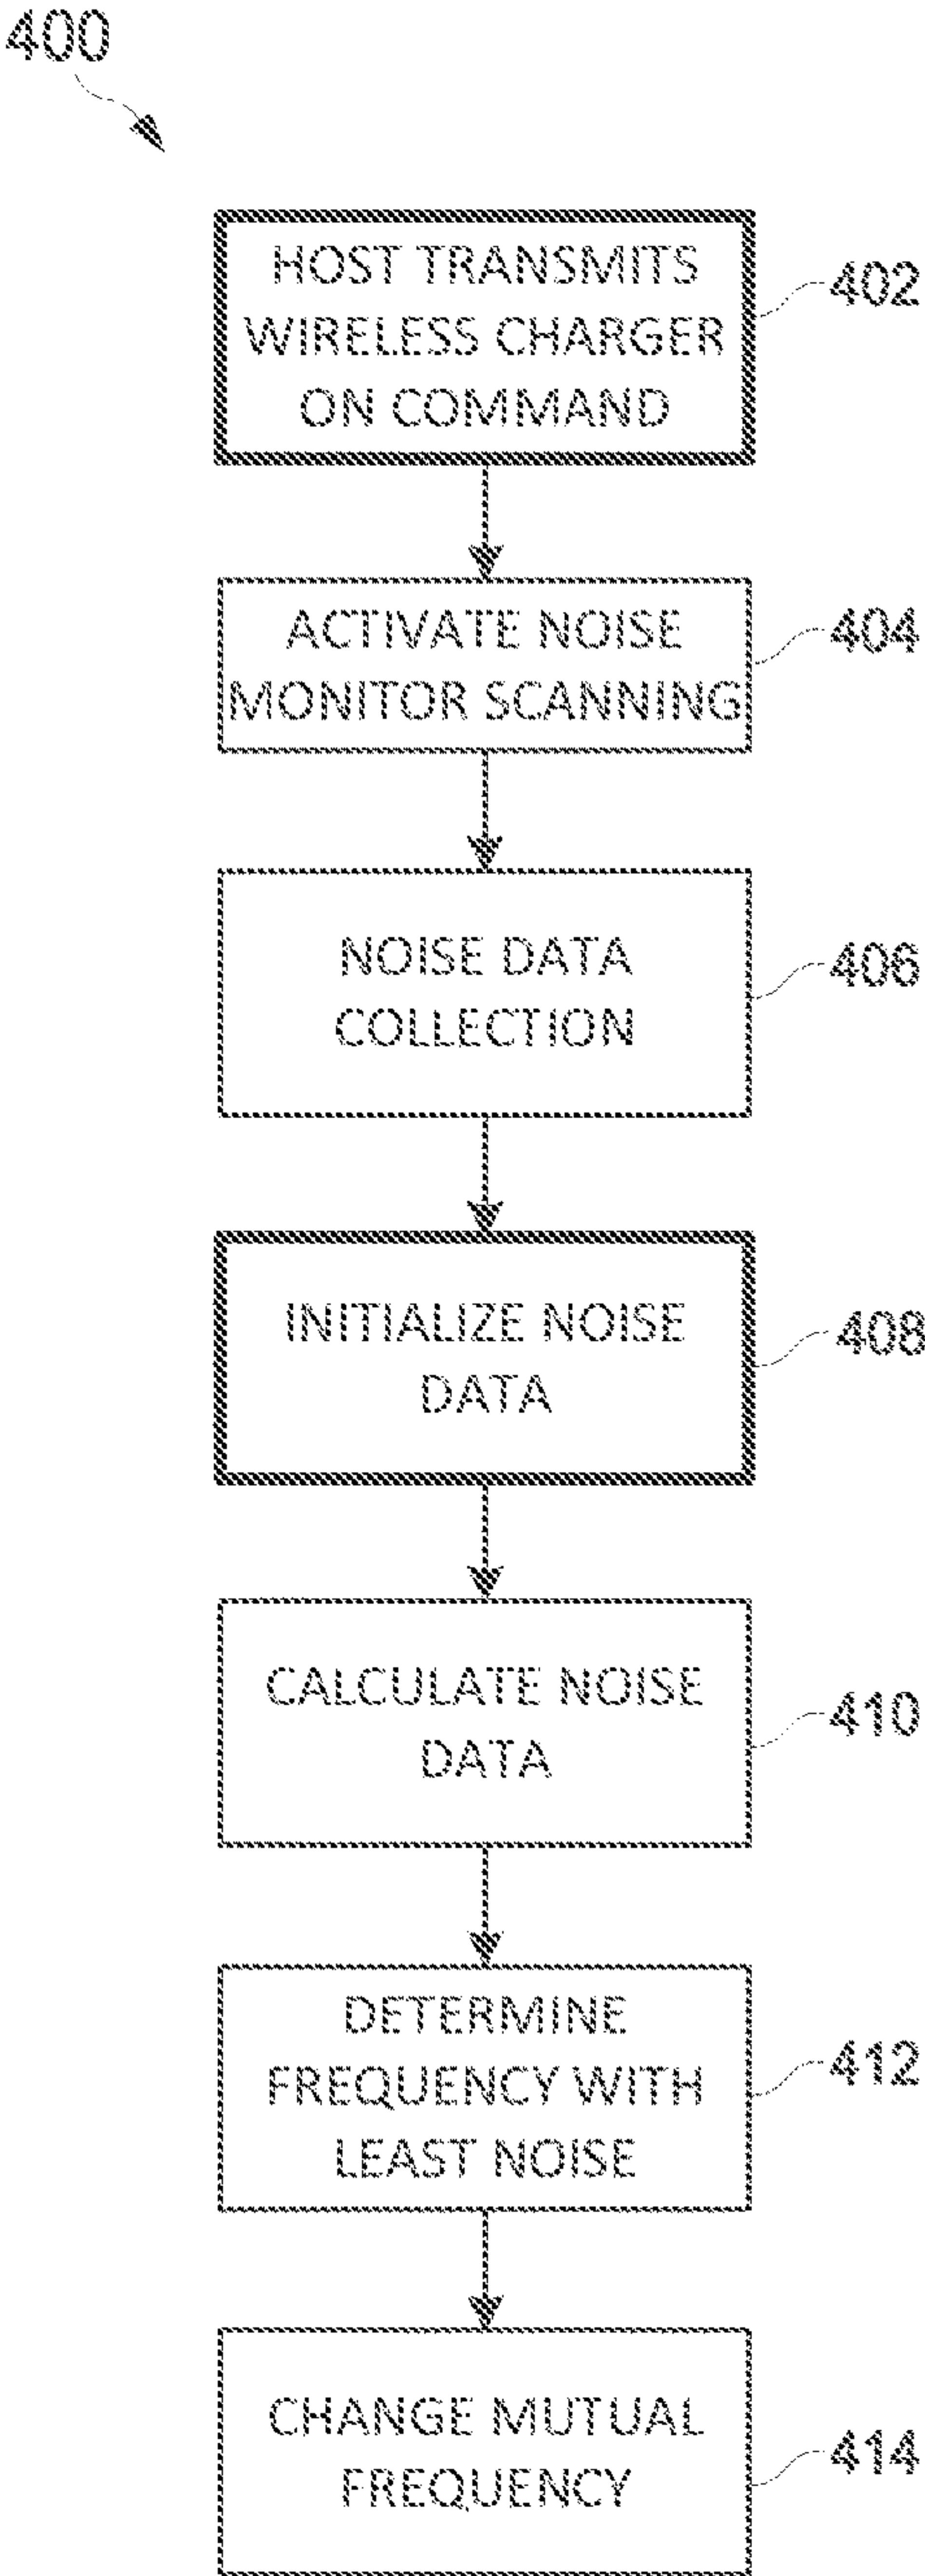 400
HOST TRANSMITS
WIRELESS CHARGER
ON COMMAND
402
ACTIVATE NOISE
MONITOR SCANNING
404
NOISE DATA
COLLECTION
406
INITIALIZE NOISE
DATA
408
CALCULATE NOISE
DATA
410
DETERMINE
FREQUENCY WITH
LEAST NOISE
412
CHANGE MUTUAL
FREQUENCY
414